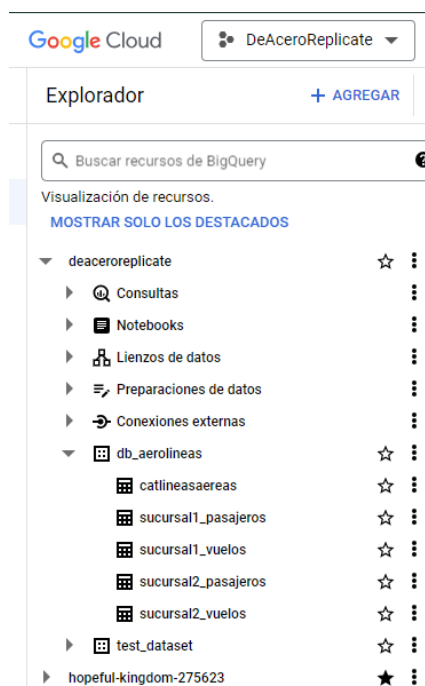 Google Cloud DeAceroReplicate
Explorador + AGREGAR
Buscar recursos de BigQuery
Visualización de recursos.
MOSTRAR SOLO LOS DESTACADOS
deaceroreplicate
Consultas
Notebooks
Lienzos de datos
Preparaciones de datos
Conexiones externas
db_aerolineas
catlineasaereas
sucursal1_pasajeros
sucursal1_vuelos
sucursal2_pasajeros
sucursal2_vuelos
test_dataset
hopeful-kingdom-275623